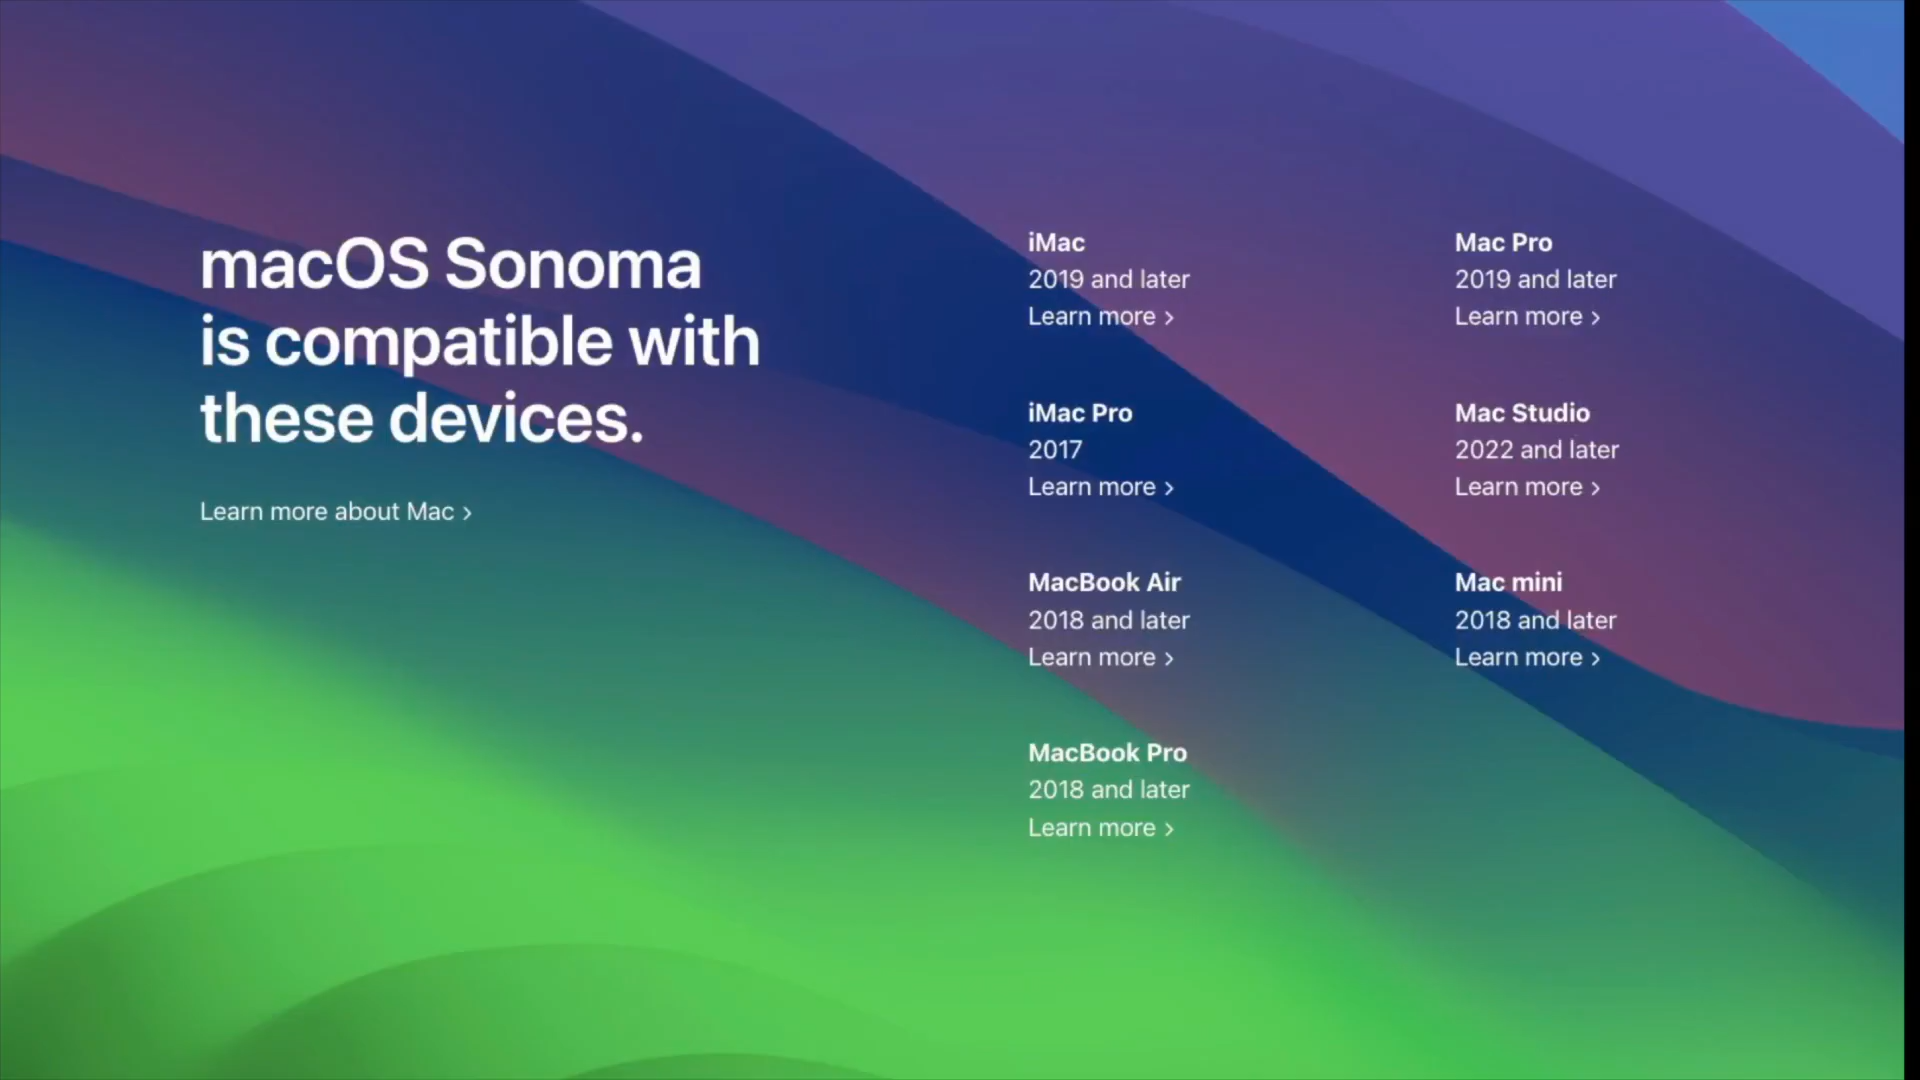 macOS Sonoma
is compatible with
these devices.
Learn more about Mac >
iMac
2019 and later
Learn more >
iMac Pro
2017
Learn more >
MacBook Air
2018 and later
Learn more >
MacBook Pro
2018 and later
Learn more >
Mac Pro
2019 and later
Learn more >
Mac Studio
2022 and later
Learn more >
Mac mini
2018 and later
Learn more >